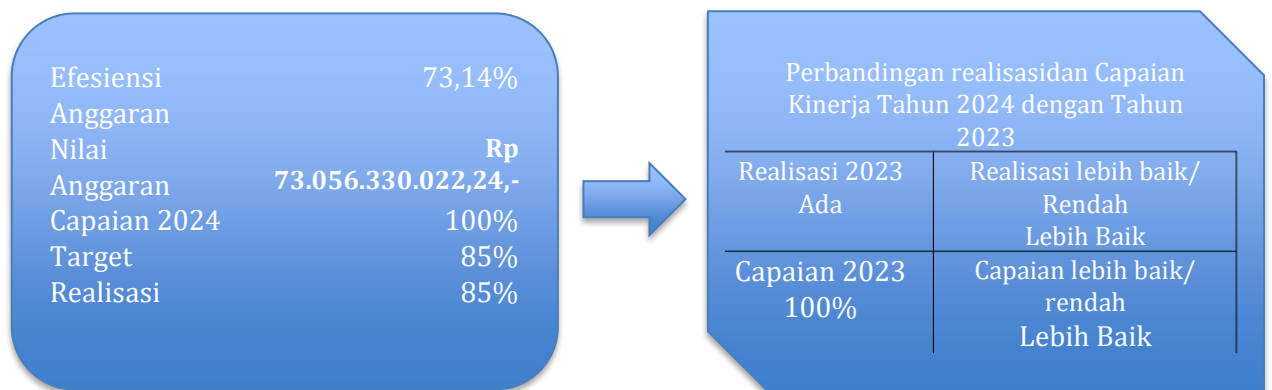 Efesiensi 73,14%
Anggaran
Nilai Rp
Anggaran 73.056.330.022,24,-
Capaian 2024 100%
Target 85%
Realisasi 85%
Perbandingan realisasidan Capaian
Kinerja Tahun 2024 dengan Tahun
2023
Realisasi 2023 Realisasi lebih baik/
Ada Rendah
Lebih Baik
Capaian 2023 Capaian lebih baik/
100% rendah
Lebih Baik